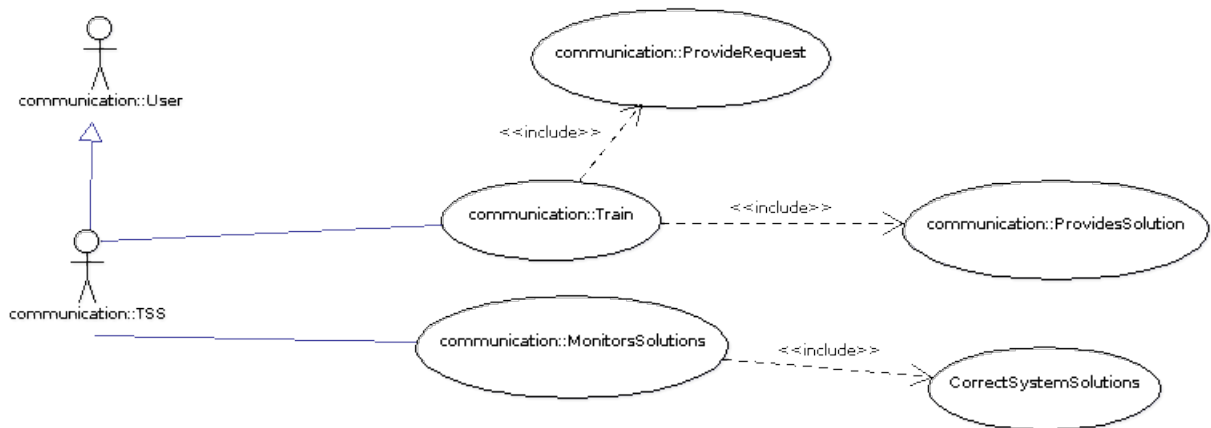 communication::ProvideRequest
communication::User
<<include>>
communication::Train
<<include>>
communication::ProvidesSolution
communication::TSS
communication::MonitorsSolutions
<<include>>
CorrectSystemSolutions